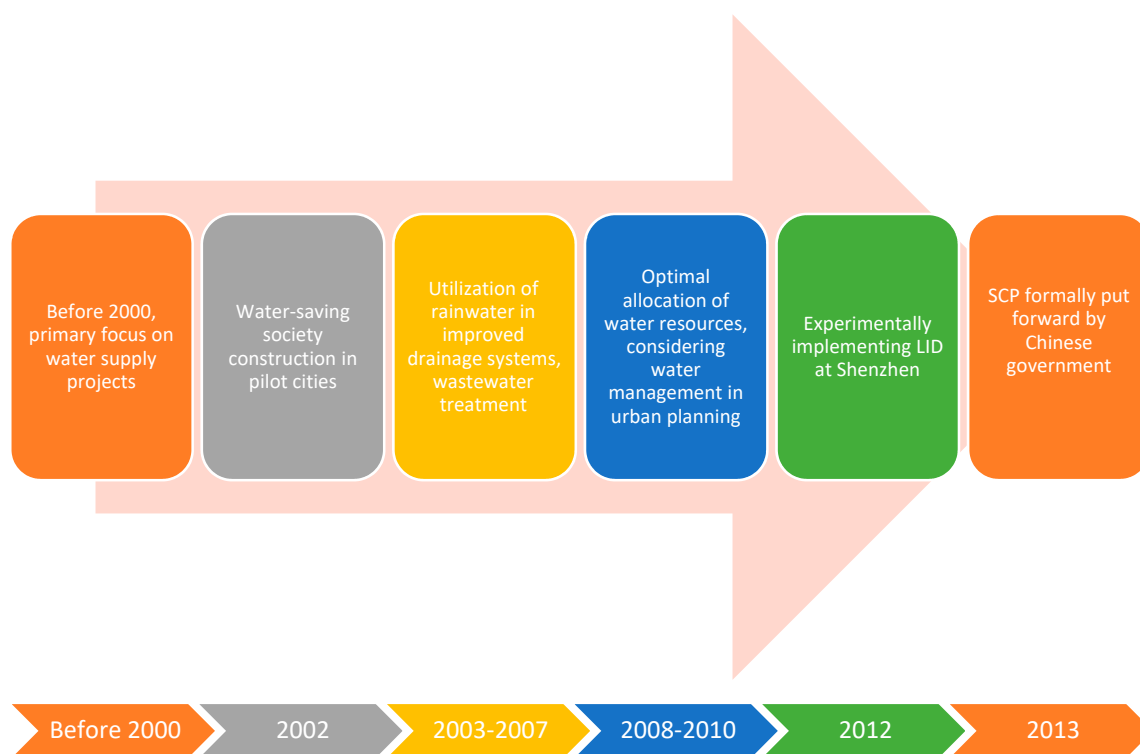 Before 2000,
primary focus on
water supply
projects
Water-saving
society
construction in
pilot cities
Utilization of
rainwater in
improved
drainage systems,
wastewater
treatment
Optimal
allocation of
water resources,
considering
water
management in
urban planning
Experimentally
implementing LID
at Shenzhen
SCP formally put
forward by
Chinese
government
Before 2000
2002
2003-2007
2008-2010
2012
2013